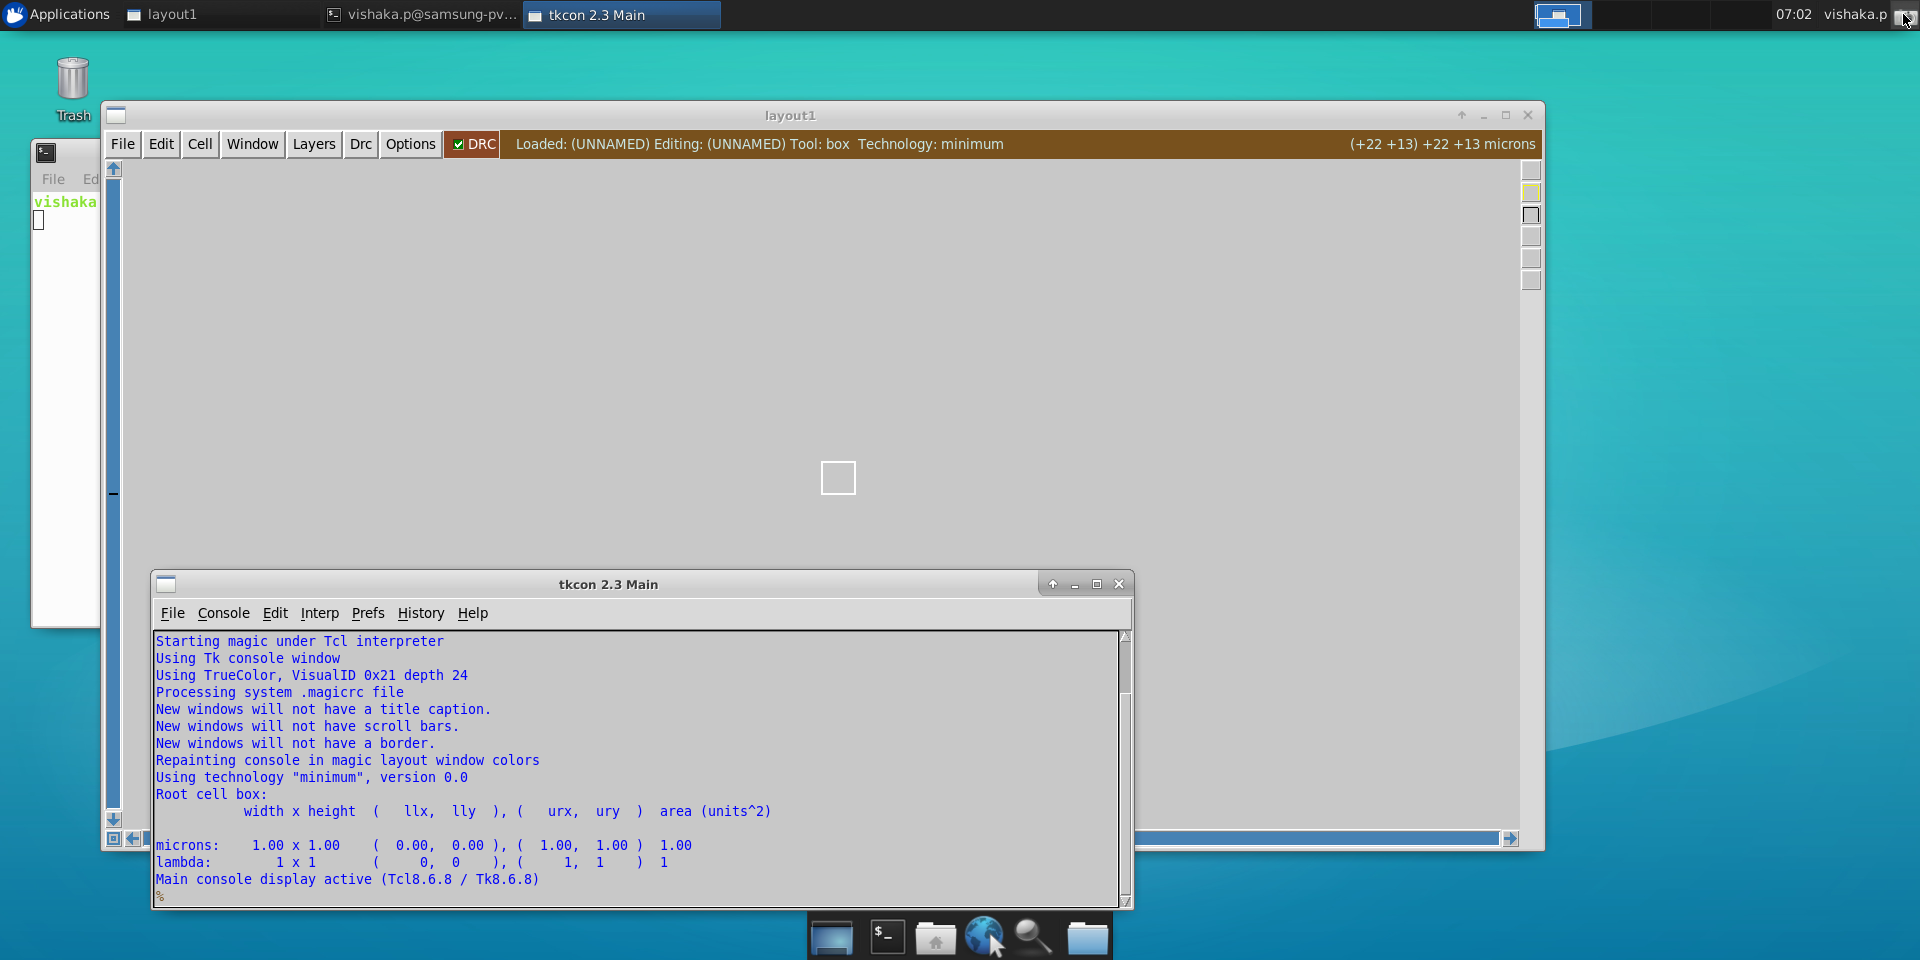 Applications layout1 vishaka.p@samsung-pv... tkcon 2.3 Main 07:02 vishaka.p
Trash
layout1
File Edit Cell Window Layers Drc Options DRC Loaded: (UNNAMED) Editing: (UNNAMED) Tool: box Technology: minimum (+22 +13) +22 +13 microns
File Ed
vishaka
tkcon 2.3 Main
File Console Edit Interp Prefs History Help
Starting magic under Tcl interpreter
Using Tk console window
Using TrueColor, VisualID 0x21 depth 24
Processing system .magicrc file
New windows will not have a title caption.
New windows will not have scroll bars.
New windows will not have a border.
Repainting console in magic layout window colors
Using technology "minimum", version 0.0
Root cell box:
width x height ( llx, lly ), ( urx, ury ) area (units^2)
microns: 1.00 x 1.00 ( 0.00, 0.00 ), ( 1.00, 1.00 ) 1.00
lambda: 1 x 1 ( 0, 0 ), ( 1, 1 ) 1
Main console display active (Tcl8.6.8 / Tk8.6.8)
%